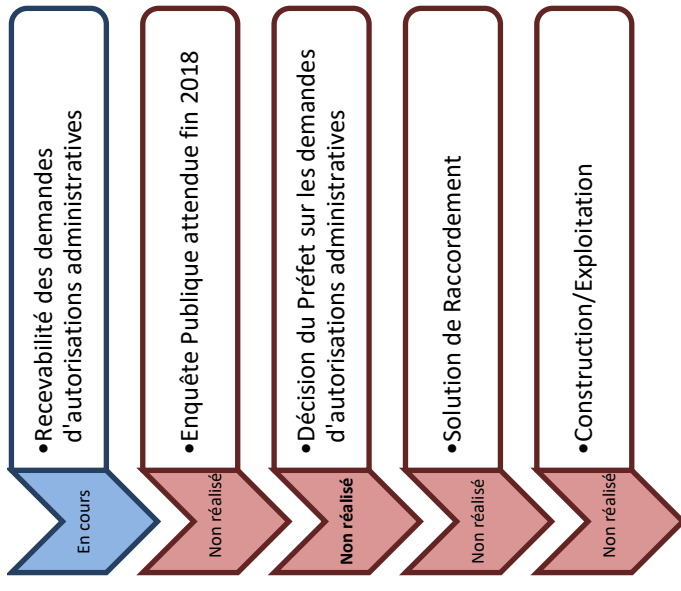 En cours
•Recevabilité des demandes
d'autorisations administratives
Non réalisé
•Enquête Publique attendue fin 2018
Non réalisé
•Décision du Préfet sur les demandes
d'autorisations administratives
Non réalisé
•Solution de Raccordement
Non réalisé
•Construction/Exploitation